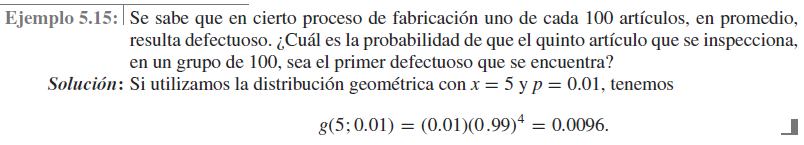 Ejemplo 5.15: Se sabe que en cierto proceso de fabricación uno de cada 100 artículos, en promedio,
resulta defectuoso. ¿Cuál es la probabilidad de que el quinto artículo que se inspecciona,
en un grupo de 100, sea el primer defectuoso que se encuentra?
Solución: Si utilizamos la distribución geométrica con x = 5 y p = 0.01, tenemos
g(5; 0.01) = (0.01)(0.99)⁴ = 0.0096.